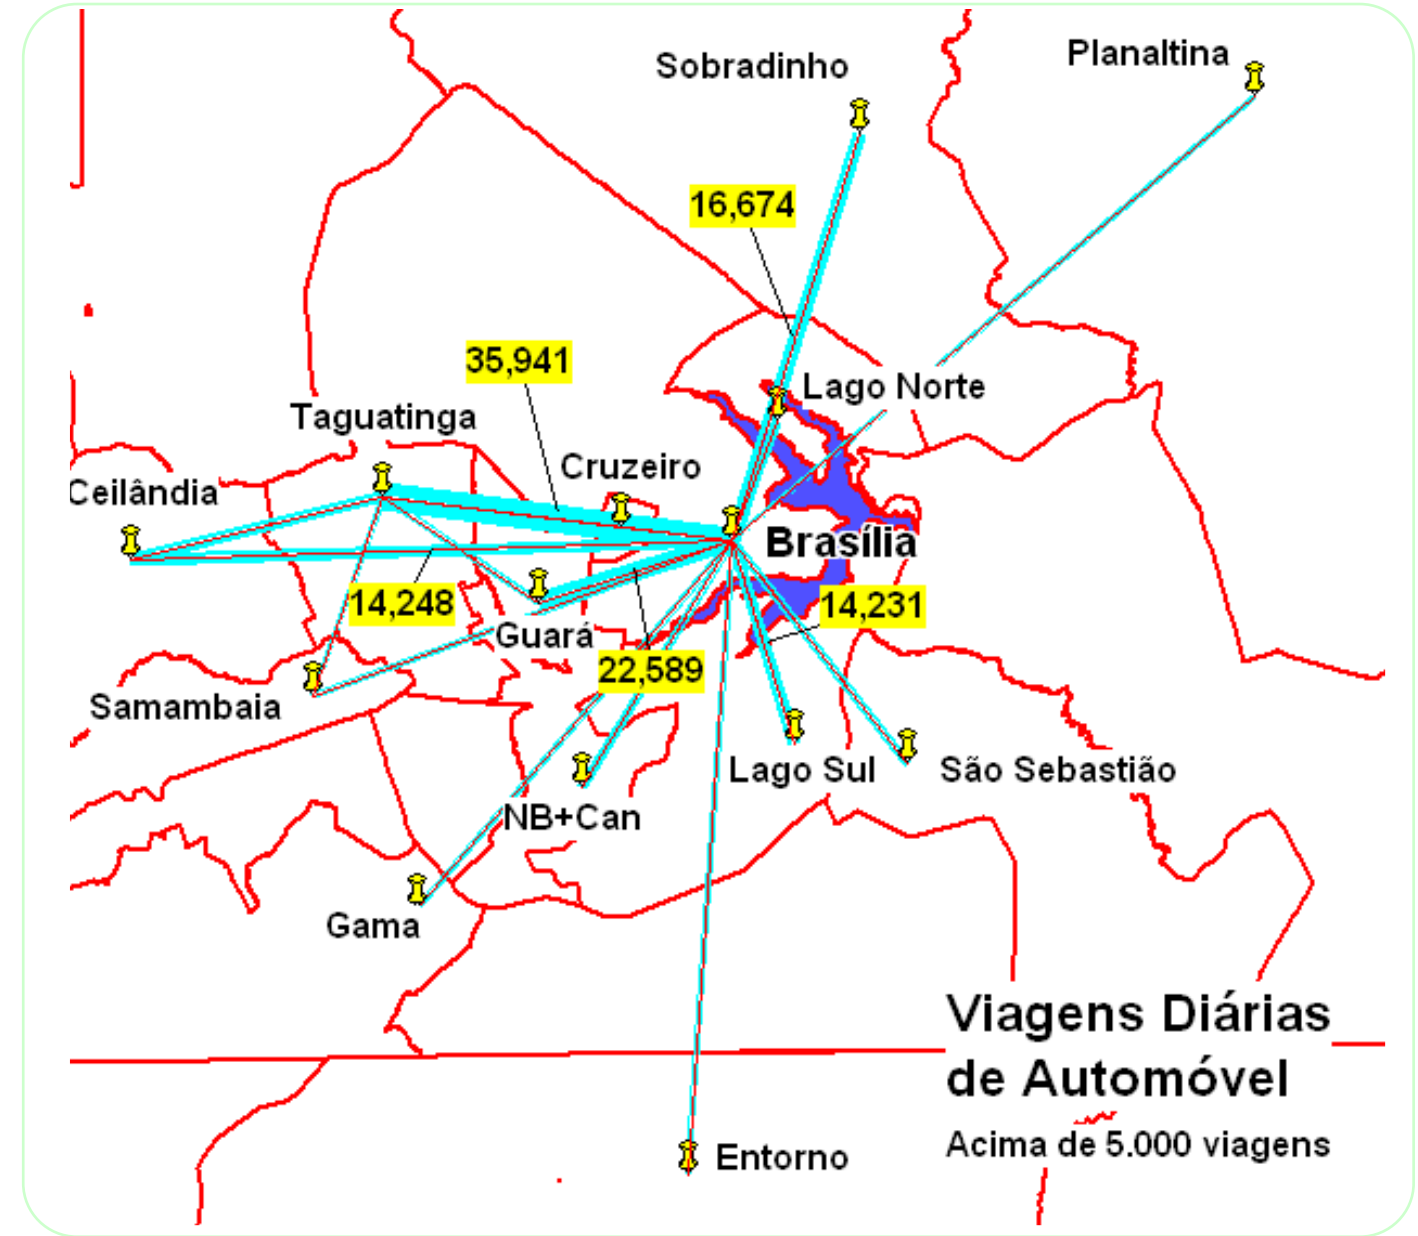 Planaltina
Sobradinho
16,674
35,941
Lago Norte
Taguatinga
Cruzeiro
Ceilândia
Brasília
14,248
14,231
Guará
22,589
Samambaia
Lago Sul
São Sebastião
NB+Can
Gama
Viagens Diárias
de Automóvel
Acima de 5.000 viagens
Entorno